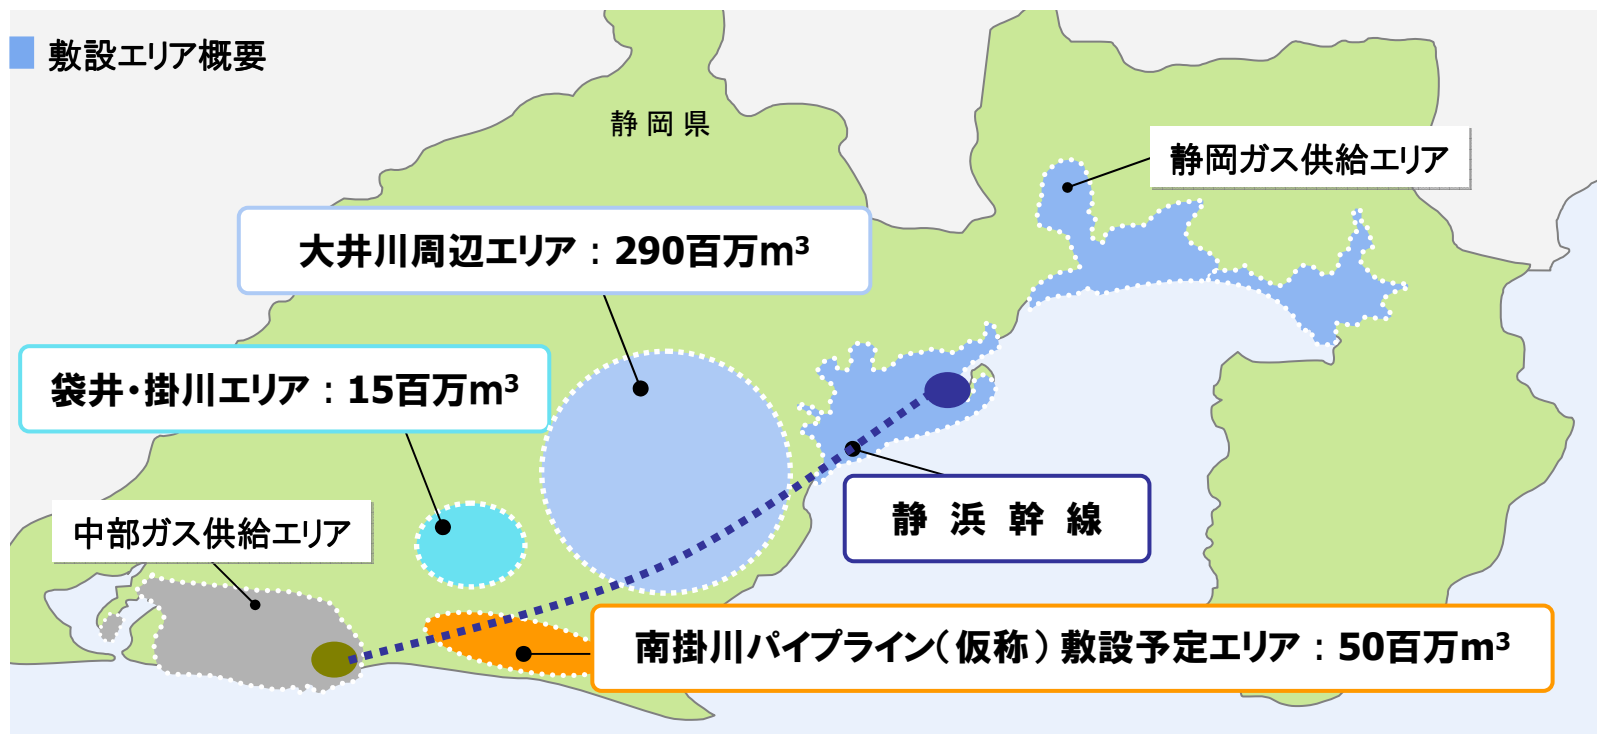 敷設エリア概要
静岡県
静岡ガス供給エリア
大井川周辺エリア：290百万m³
袋井・掛川エリア：15百万m³
中部ガス供給エリア
静浜幹線
南掛川パイプライン（仮称）敷設予定エリア：50百万m³